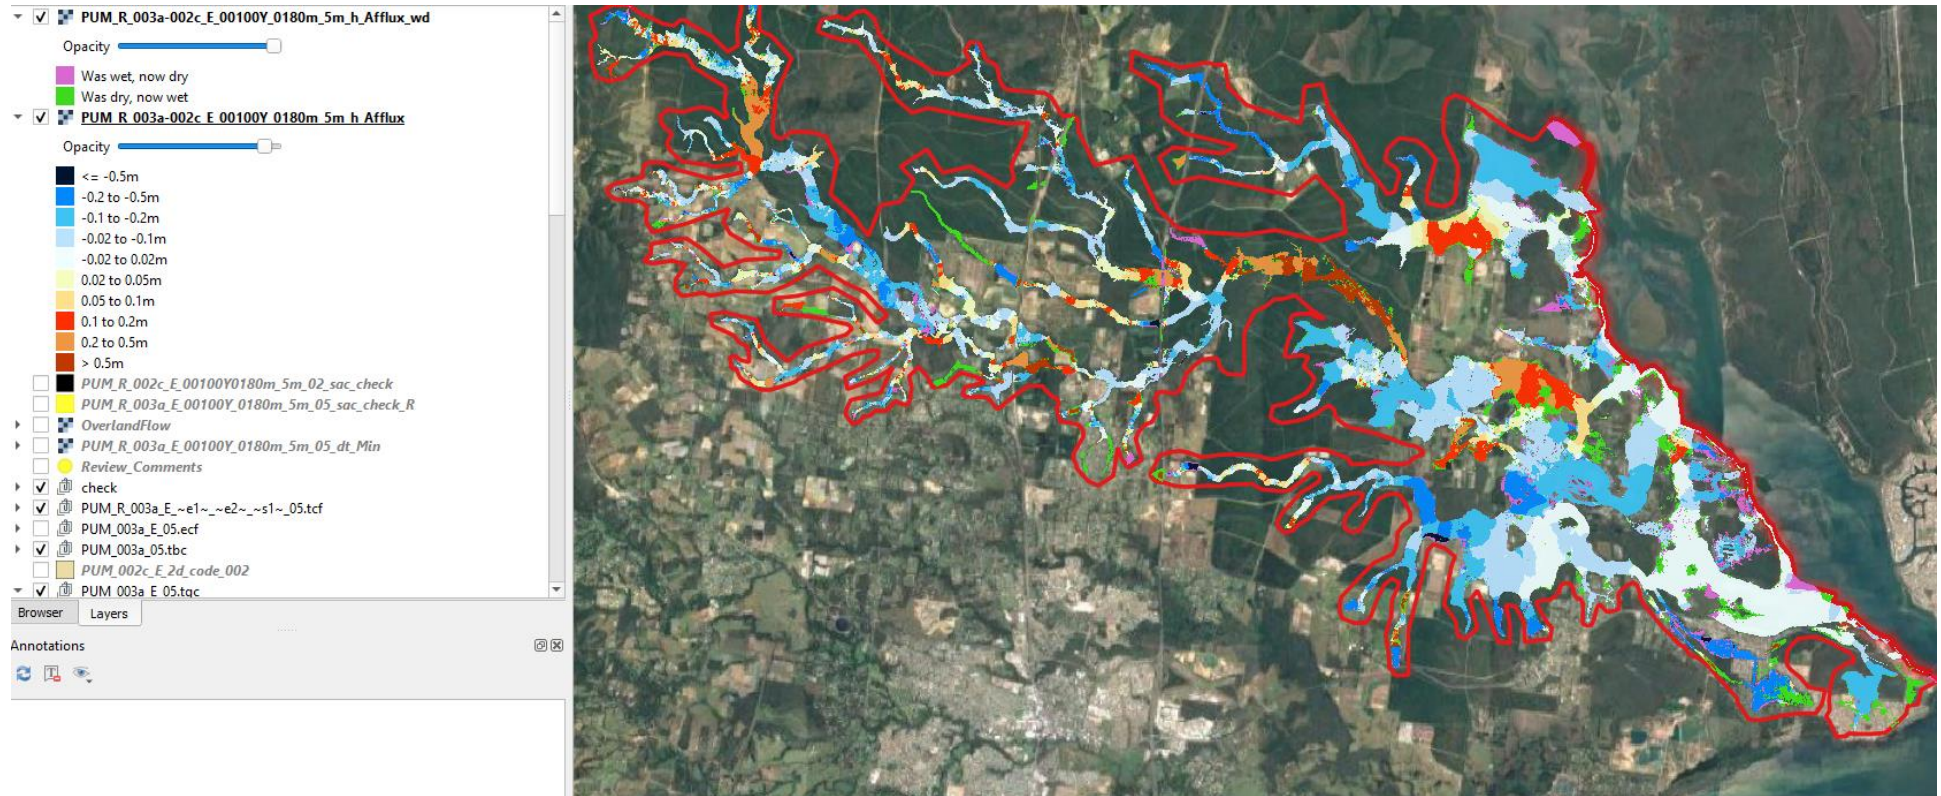 PUM_R_003a-002c_E_00100Y_0180m_5m_h_Afflux_wd
Opacity
Was wet, now dry
Was dry, now wet
PUM_R_003a-002c_E_00100Y_0180m_5m_h_Afflux
Opacity
<= -0.5m
-0.2 to -0.5m
-0.1 to -0.2m
-0.02 to -0.1m
-0.02 to 0.02m
0.02 to 0.05m
0.05 to 0.1m
0.1 to 0.2m
0.2 to 0.5m
> 0.5m
PUM_R_002c_E_00100Y0180m_5m_02_sac_check
PUM_R_003a_E_00100Y_0180m_5m_05_sac_check_R
OverlandFlow
PUM_R_003a_E_00100Y_0180m_5m_05_dt_Min
Review_Comments
check
PUM_R_003a_E_~e1~_~e2~_~s1~_05.tcf
PUM_003a_E_05.ecf
PUM_003a_05.tbc
PUM_002c_E_2d_code_002
PUM_003a_E_05.tgc
Browser Layers
Annotations